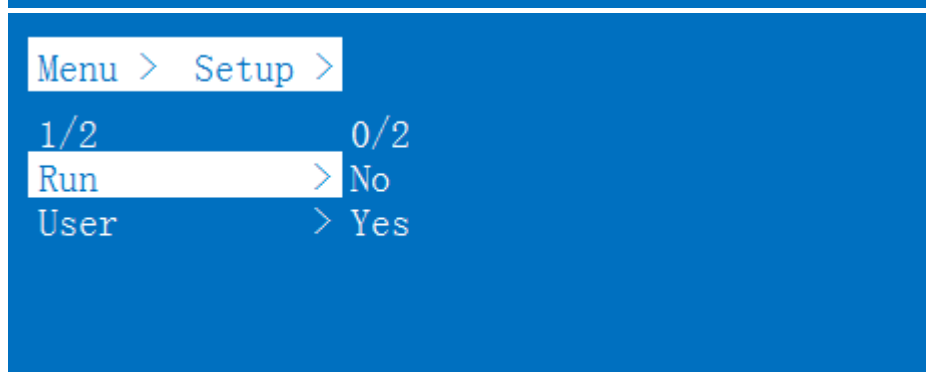 Menu > Setup >
1/2 0/2
Run > No
User > Yes